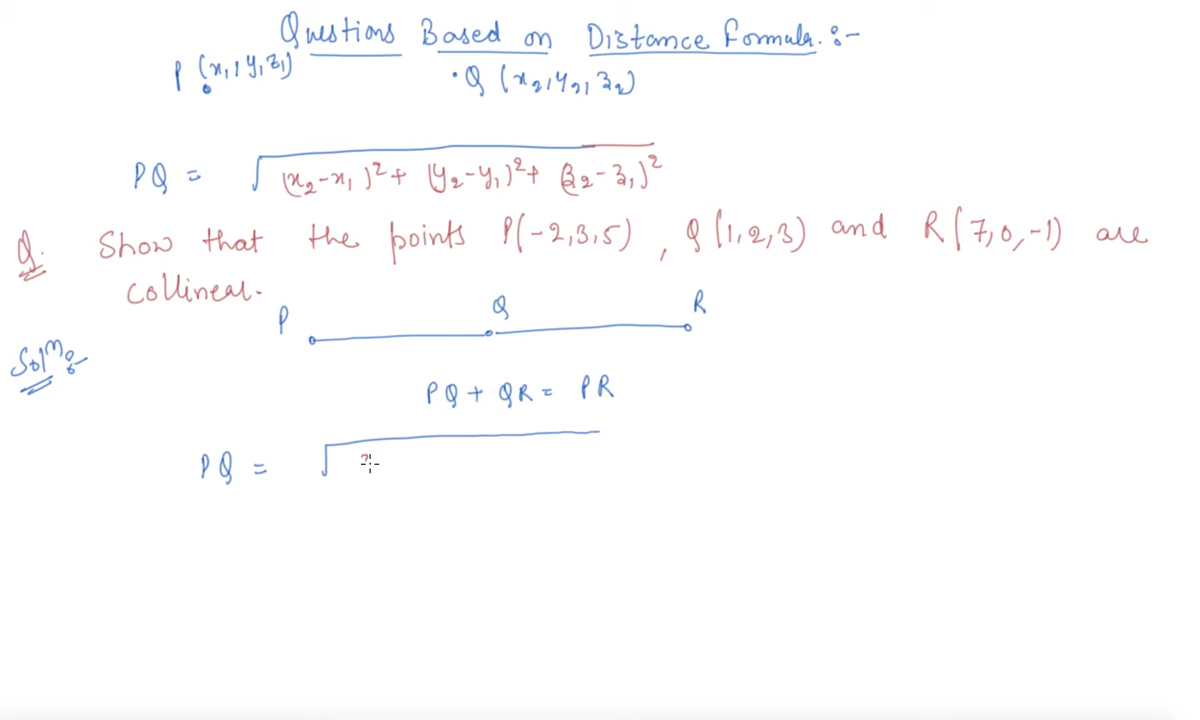 Questions Based on Distance Formula :-
P (x₁, y₁, z₁) Q (x₂, y₂, z₂)
PQ = √(x₂-x₁)² + (y₂-y₁)² + (z₂-z₁)²
Q. Show that the points P(-2,3,5), Q(1,2,3) and R(7,0,-1) are
collinear.
P Q R
Solⁿ:-
PQ + QR = PR
PQ = √